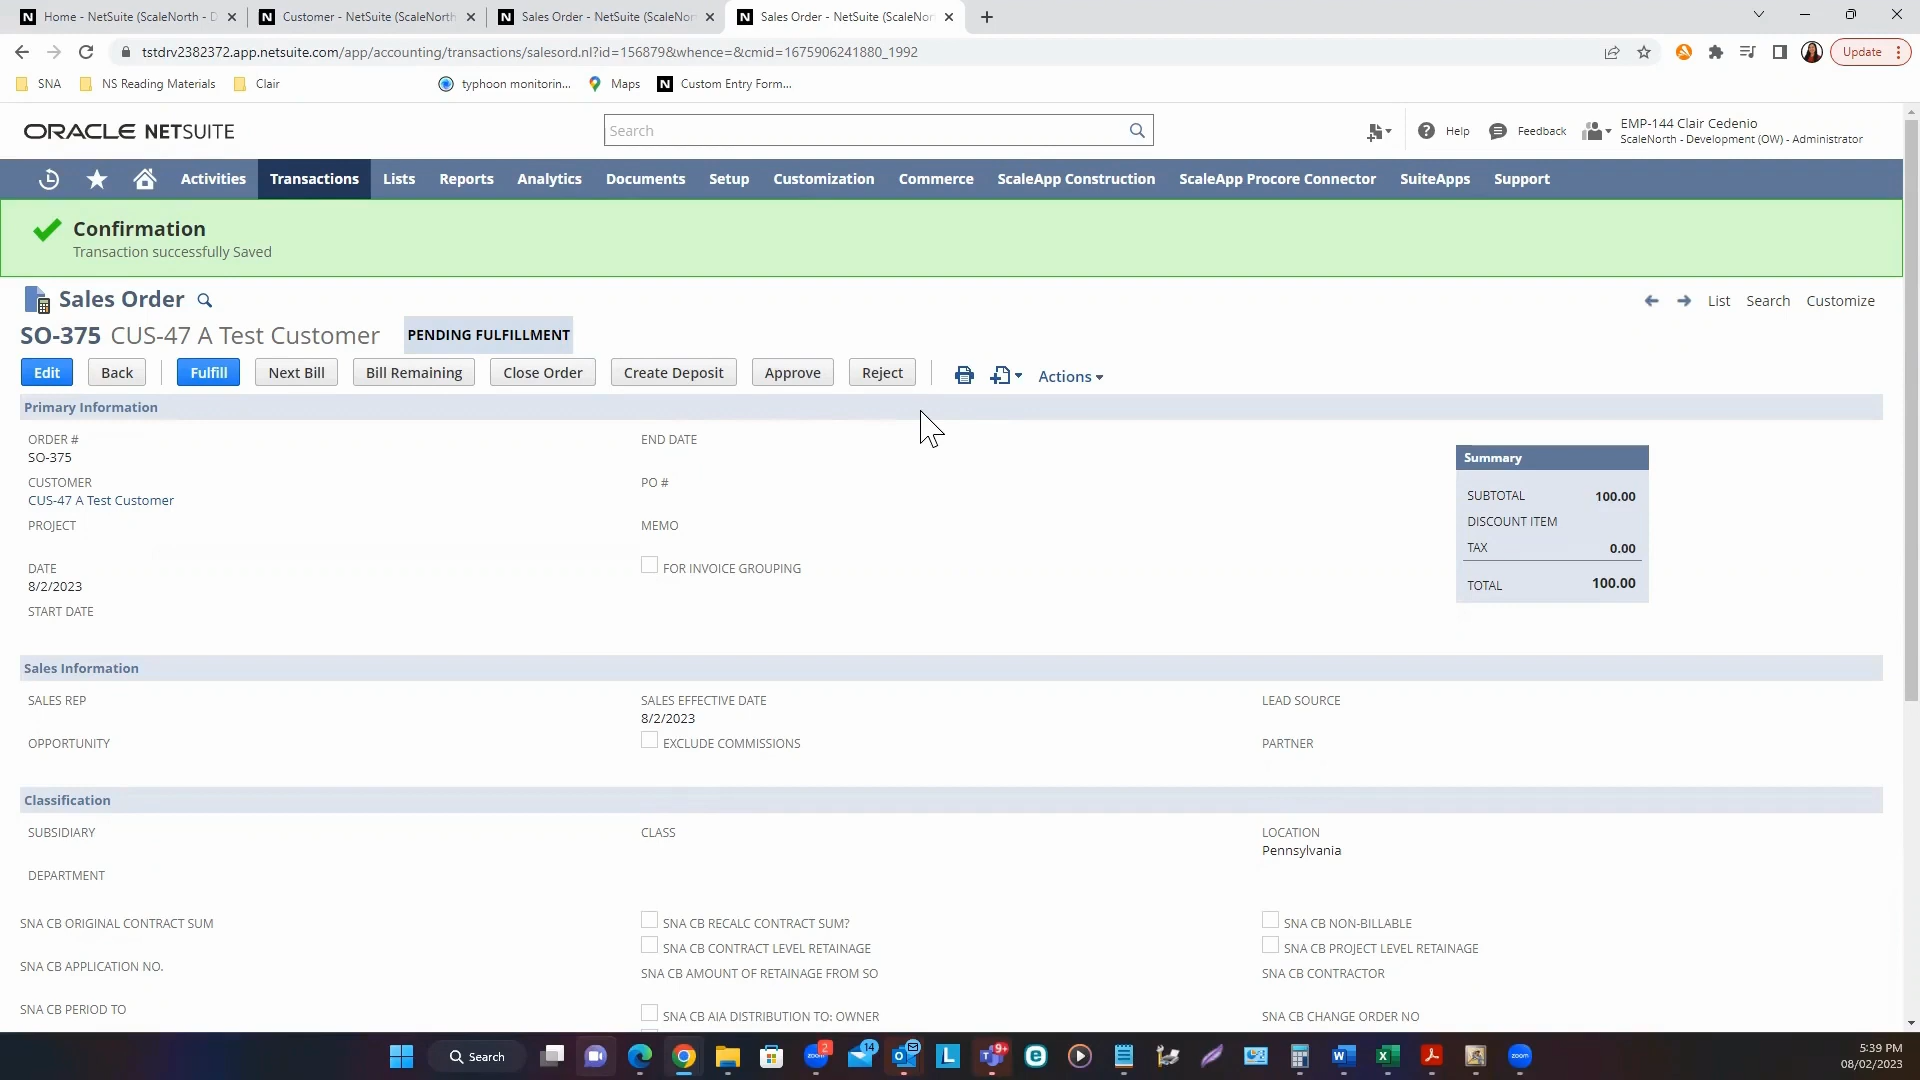 Home - NetSuite (ScaleNorth - D
Customer - NetSuite (ScaleNorth
Sales Order - NetSuite (ScaleNor
Sales Order - NetSuite (ScaleNor
tstdrv2382372.app.netsuite.com/app/accounting/transactions/salesord.nl?id=156879&whence=&cmid=1675906241880_1992
Update
SNA
NS Reading Materials
Clair
typhoon monitorin...
Maps
Custom Entry Form...
ORACLE NETSUITE
Search
Help
Feedback
EMP-144 Clair Cedenio
ScaleNorth - Development (OW) - Administrator
Activities
Transactions
Lists
Reports
Analytics
Documents
Setup
Customization
Commerce
ScaleApp Construction
ScaleApp Procore Connector
SuiteApps
Support
Confirmation
Transaction successfully Saved
Sales Order
List
Search
Customize
SO-375 CUS-47 A Test Customer
PENDING FULFILLMENT
Edit
Back
Fulfill
Next Bill
Bill Remaining
Close Order
Create Deposit
Approve
Reject
Actions
Primary Information
ORDER #
SO-375
CUSTOMER
CUS-47 A Test Customer
PROJECT
DATE
8/2/2023
START DATE
END DATE
PO #
MEMO
FOR INVOICE GROUPING
Summary
SUBTOTAL 100.00
DISCOUNT ITEM
TAX 0.00
TOTAL 100.00
Sales Information
SALES REP
OPPORTUNITY
SALES EFFECTIVE DATE
8/2/2023
EXCLUDE COMMISSIONS
LEAD SOURCE
PARTNER
Classification
SUBSIDIARY
DEPARTMENT
CLASS
LOCATION
Pennsylvania
SNA CB ORIGINAL CONTRACT SUM
SNA CB APPLICATION NO.
SNA CB PERIOD TO
SNA CB RECALC CONTRACT SUM?
SNA CB CONTRACT LEVEL RETAINAGE
SNA CB AMOUNT OF RETAINAGE FROM SO
SNA CB AIA DISTRIBUTION TO: OWNER
SNA CB NON-BILLABLE
SNA CB PROJECT LEVEL RETAINAGE
SNA CB CONTRACTOR
SNA CB CHANGE ORDER NO
Search
zoom
2
14
9+
zoom
5:39 PM
08/02/2023